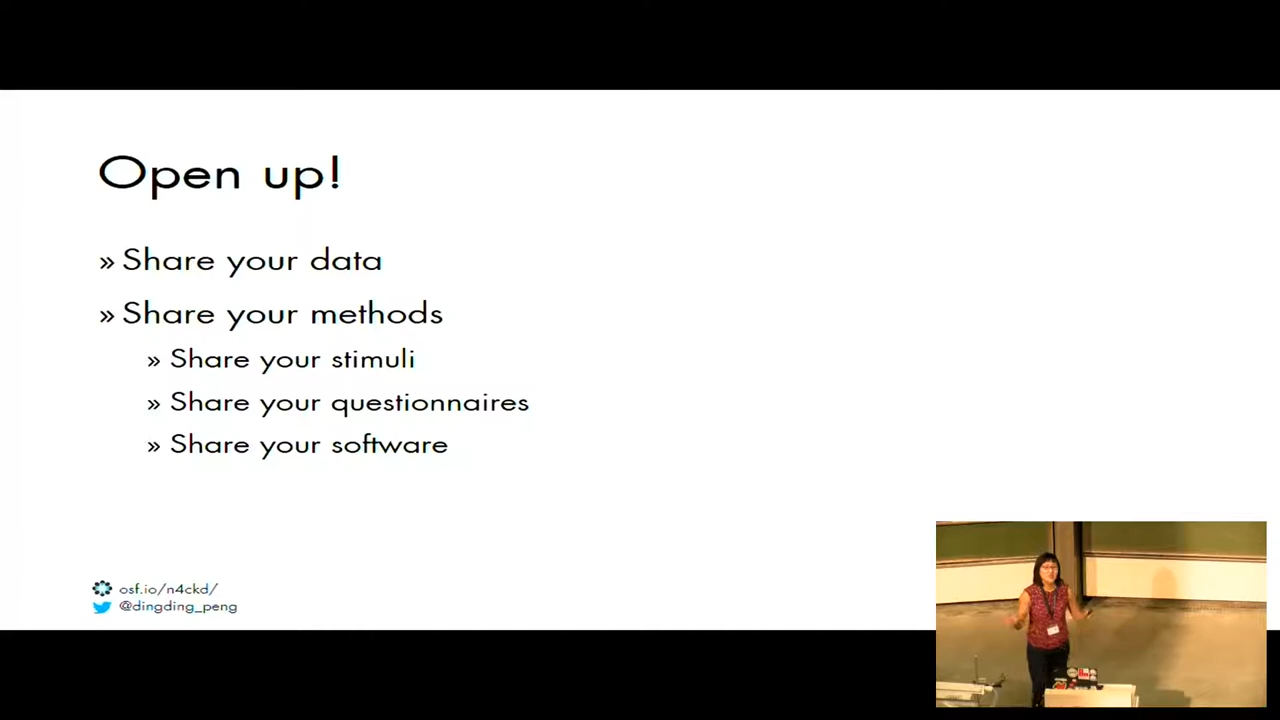 Open up!
» Share your data
» Share your methods
» Share your stimuli
» Share your questionnaires
» Share your software
osf.io/n4ckd/
@dingding_peng